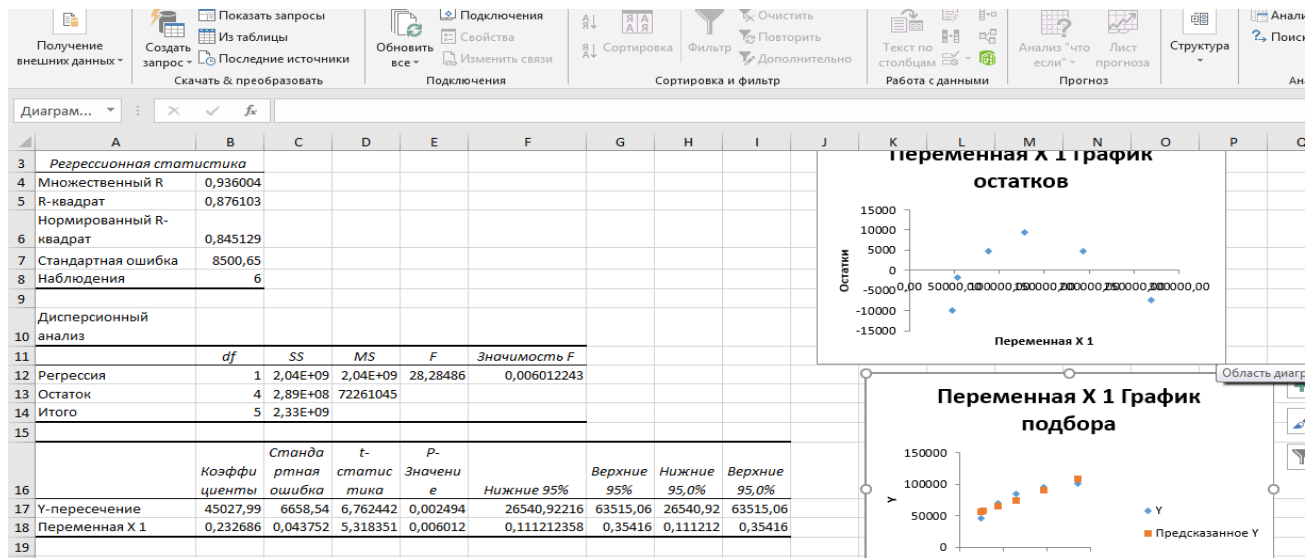 Получение внешних данных
Создать запрос
Показать запросы
Из таблицы
Последние источники
Скачать & преобразовать
Обновить все
Подключения
Свойства
Изменить связи
Подключения
Сортировка
Фильтр
Очистить
Повторить
Дополнительно
Сортировка и фильтр
Текст по столбцам
Работа с данными
Анализ "что если"
Лист прогноза
Прогноз
Структура
Диаграм...
fx
A B C D E F G H I J K L M N O P Q
3 Регрессионная статистика
4 Множественный R 0,936004
5 R-квадрат 0,876103
Нормированный R-
6 квадрат 0,845129
7 Стандартная ошибка 8500,65
8 Наблюдения 6
9
Дисперсионный
10 анализ
11 df SS MS F Значимость F
12 Регрессия 1 2,04E+09 2,04E+09 28,28486 0,006012243
13 Остаток 4 2,89E+08 72261045
14 Итого 5 2,33E+09
15
16 Коэффициенты Стандартная ошибка t-статистика P-Значение Нижние 95% Верхние 95% Нижние 95,0% Верхние 95,0%
17 Y-пересечение 45027,99 6658,54 6,762442 0,002494 26540,92216 63515,06 26540,92 63515,06
18 Переменная X 1 0,232686 0,043752 5,318351 0,006012 0,111212358 0,35416 0,111212 0,35416
19
Переменная X 1 График
остатков
15000
10000
5000
0
-5000
-10000
-15000
Остатки
Переменная X 1
Область диагр
Переменная X 1 График
подбора
150000
100000
50000
0
Y
Y
Предсказанное Y